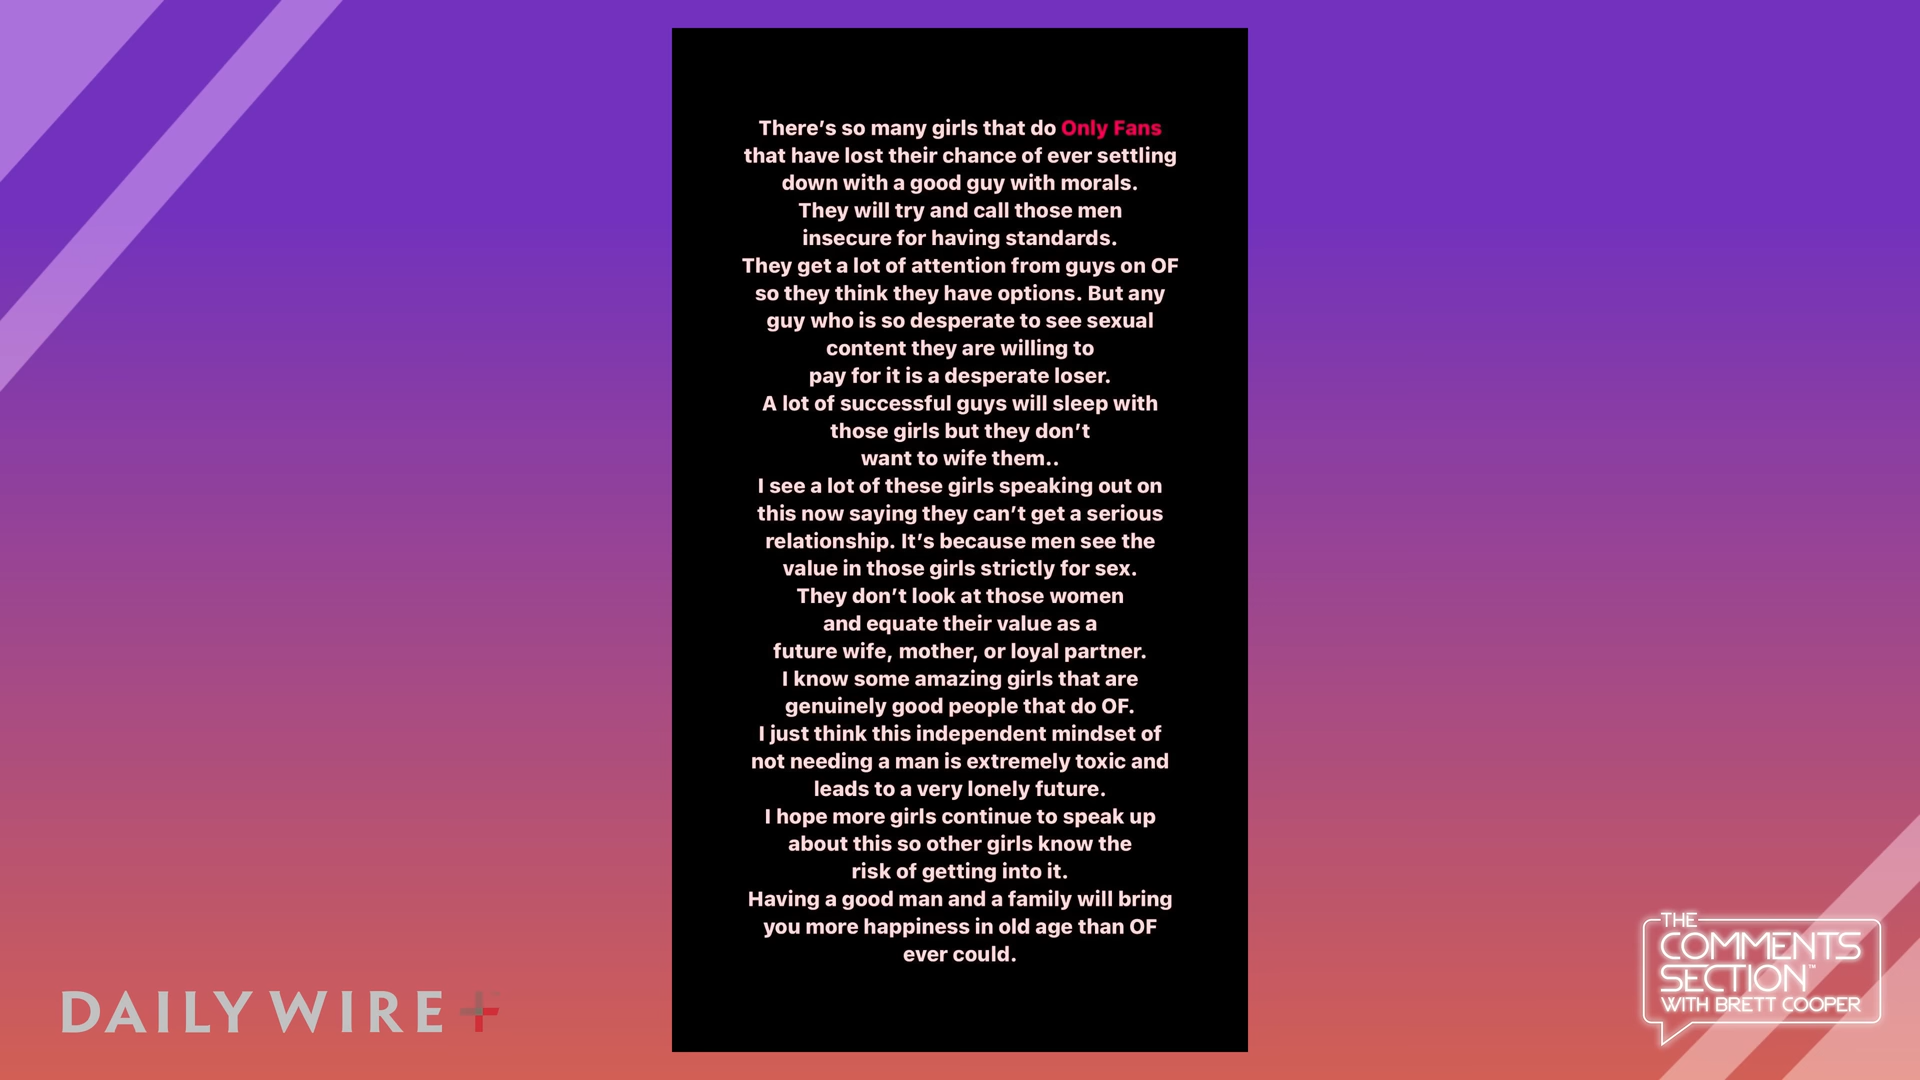 There's so many girls that do Only Fans
that have lost their chance of ever settling
down with a good guy with morals.
They will try and call those men
insecure for having standards.
They get a lot of attention from guys on OF
so they think they have options. But any
guy who is so desperate to see sexual
content they are willing to
pay for it is a desperate loser.
A lot of successful guys will sleep with
those girls but they don't
want to wife them..
I see a lot of these girls speaking out on
this now saying they can't get a serious
relationship. It's because men see the
value in those girls strictly for sex.
They don't look at those women
and equate their value as a
future wife, mother, or loyal partner.
I know some amazing girls that are
genuinely good people that do OF.
I just think this independent mindset of
not needing a man is extremely toxic and
leads to a very lonely future.
I hope more girls continue to speak up
about this so other girls know the
risk of getting into it.
Having a good man and a family will bring
you more happiness in old age than OF
ever could.
DAILY WIRE +
THE
COMMENTS
SECTION™
WITH BRETT COOPER